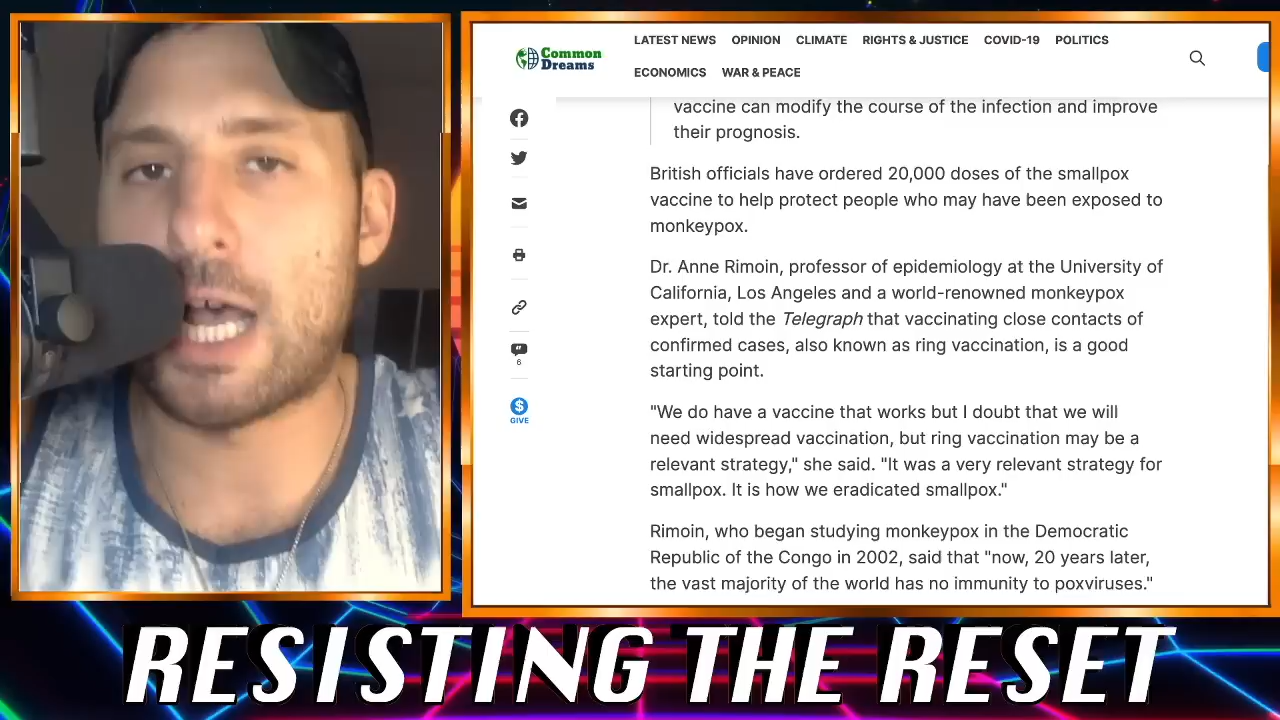 Common
Dreams
LATEST NEWS OPINION CLIMATE RIGHTS & JUSTICE COVID-19 POLITICS
ECONOMICS WAR & PEACE
vaccine can modify the course of the infection and improve
their prognosis.
British officials have ordered 20,000 doses of the smallpox
vaccine to help protect people who may have been exposed to
monkeypox.
Dr. Anne Rimoin, professor of epidemiology at the University of
California, Los Angeles and a world-renowned monkeypox
expert, told the Telegraph that vaccinating close contacts of
confirmed cases, also known as ring vaccination, is a good
starting point.
"We do have a vaccine that works but I doubt that we will
need widespread vaccination, but ring vaccination may be a
relevant strategy," she said. "It was a very relevant strategy for
smallpox. It is how we eradicated smallpox."
Rimoin, who began studying monkeypox in the Democratic
Republic of the Congo in 2002, said that "now, 20 years later,
the vast majority of the world has no immunity to poxviruses."
6
GIVE
RESISTING THE RESET